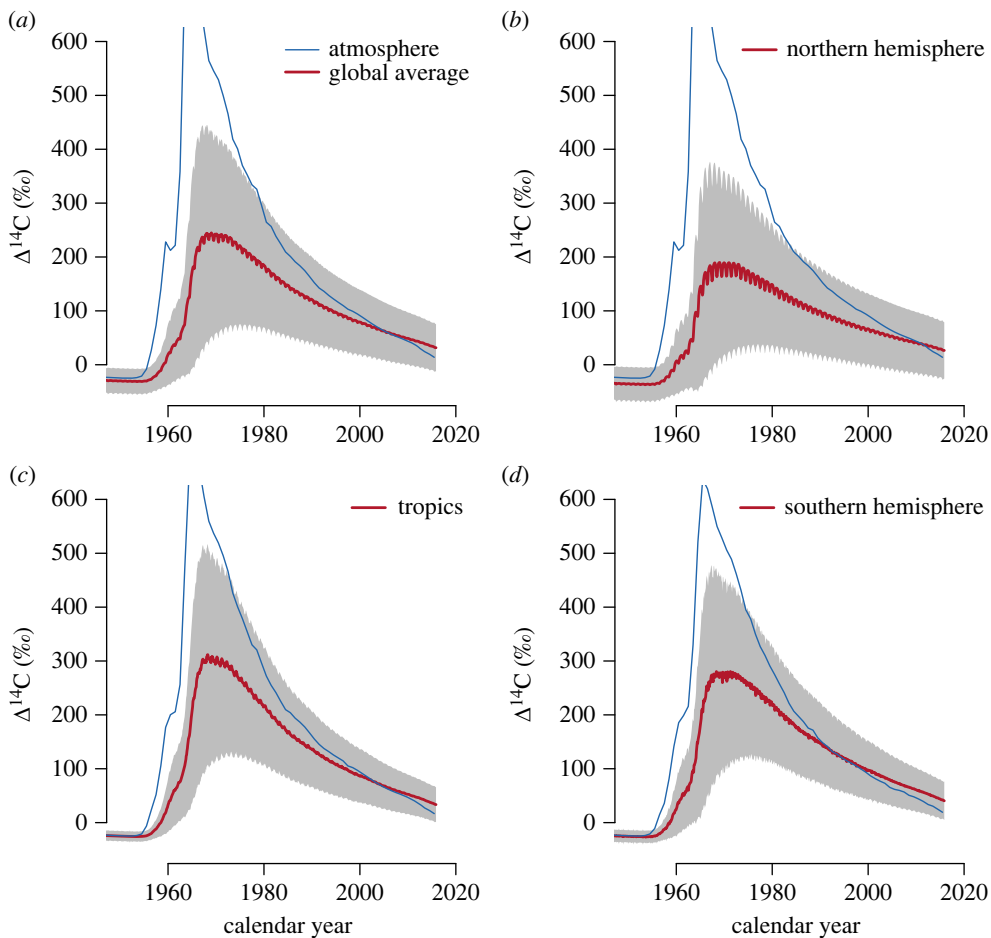 (a)
600
500
400
300
200
100
0
Δ¹⁴C (‰)
atmosphere
global average
1960
1980
2000
2020
(b)
600
500
400
300
200
100
0
Δ¹⁴C (‰)
northern hemisphere
1960
1980
2000
2020
(c)
600
500
400
300
200
100
0
Δ¹⁴C (‰)
tropics
1960
1980
2000
2020
calendar year
(d)
600
500
400
300
200
100
0
Δ¹⁴C (‰)
southern hemisphere
1960
1980
2000
2020
calendar year